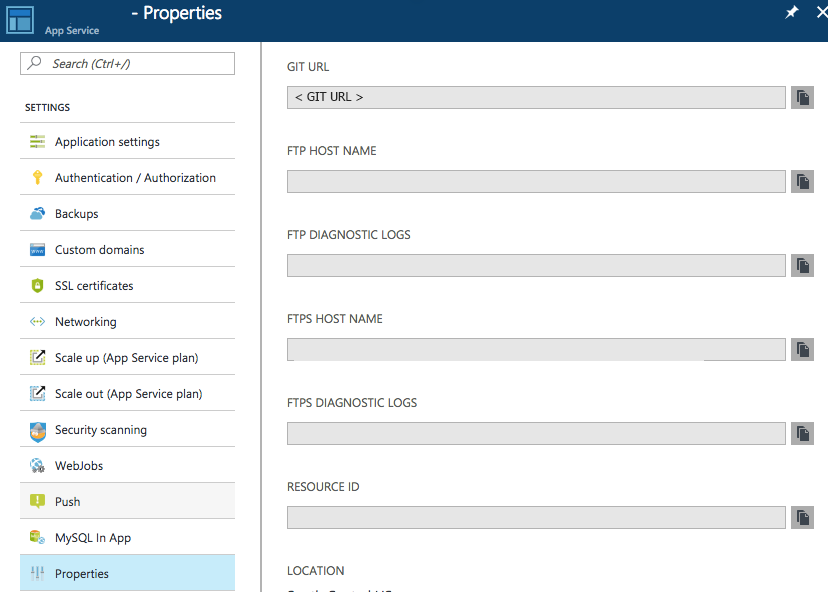 - Properties
App Service
Search (Ctrl+/)
SETTINGS
Application settings
Authentication / Authorization
Backups
Custom domains
SSL certificates
Networking
Scale up (App Service plan)
Scale out (App Service plan)
Security scanning
WebJobs
Push
MySQL In App
Properties
GIT URL
< GIT URL >
FTP HOST NAME
FTP DIAGNOSTIC LOGS
FTPS HOST NAME
FTPS DIAGNOSTIC LOGS
RESOURCE ID
LOCATION